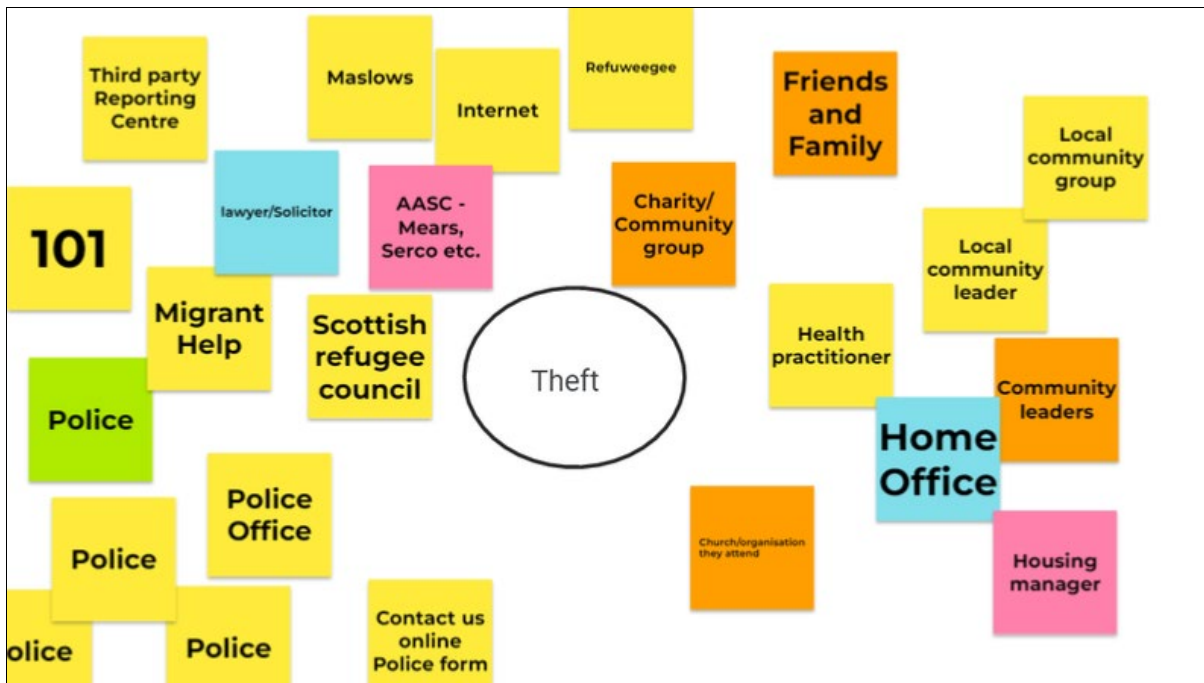 Third party
Reporting
Centre
Maslows
Internet
Refuweegee
Friends
and
Family
Local
community
group
101
lawyer/Solicitor
AASC -
Mears,
Serco etc.
Charity/
Community
group
Local
community
leader
Migrant
Help
Scottish
refugee
council
Theft
Health
practitioner
Community
leaders
Police
Home
Office
Police
Office
Church/organisation
they attend
Housing
manager
Police
olice
Police
Contact us
online
Police form